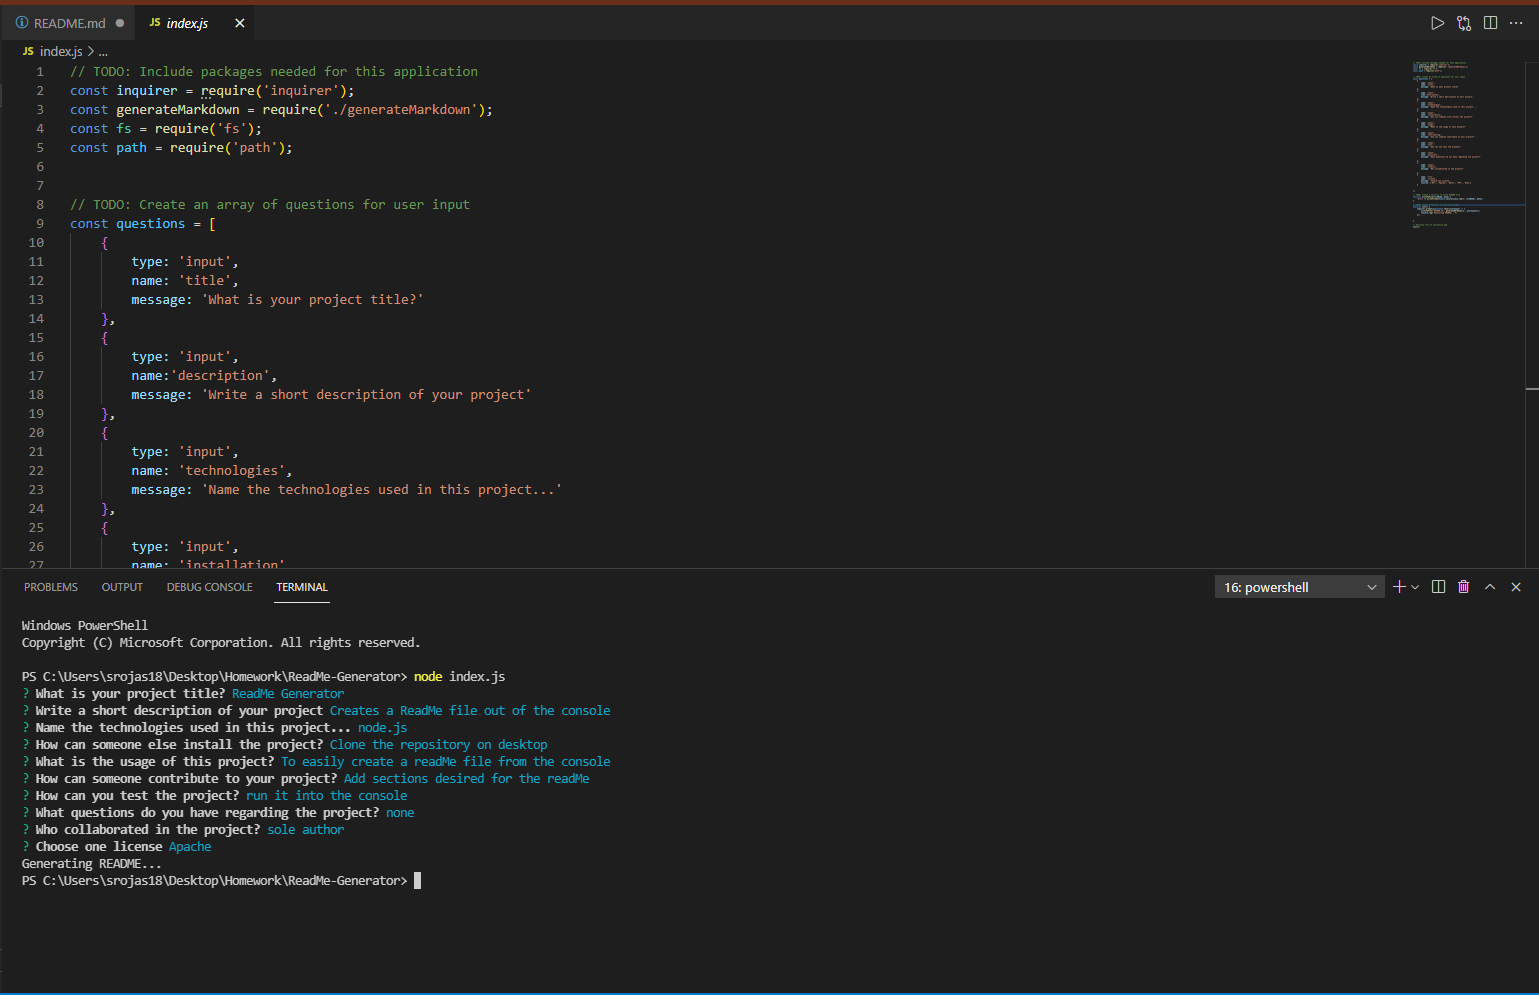 README.md
JS index.js
JS index.js > ...
1 // TODO: Include packages needed for this application
2 const inquirer = require('inquirer');
3 const generateMarkdown = require('./generateMarkdown');
4 const fs = require('fs');
5 const path = require('path');
6
7
8 // TODO: Create an array of questions for user input
9 const questions = [
10 {
11 type: 'input',
12 name: 'title',
13 message: 'What is your project title?'
14 },
15 {
16 type: 'input',
17 name:'description',
18 message: 'Write a short description of your project'
19 },
20 {
21 type: 'input',
22 name: 'technologies',
23 message: 'Name the technologies used in this project...'
24 },
25 {
26 type: 'input',
27 name: 'installation'
PROBLEMS OUTPUT DEBUG CONSOLE TERMINAL 16: powershell
Windows PowerShell
Copyright (C) Microsoft Corporation. All rights reserved.
PS C:\Users\srojas18\Desktop\Homework\ReadMe-Generator> node index.js
? What is your project title? ReadMe Generator
? Write a short description of your project Creates a ReadMe file out of the console
? Name the technologies used in this project... node.js
? How can someone else install the project? Clone the repository on desktop
? What is the usage of this project? To easily create a readMe file from the console
? How can someone contribute to your project? Add sections desired for the readMe
? How can you test the project? run it into the console
? What questions do you have regarding the project? none
? Who collaborated in the project? sole author
? Choose one license Apache
Generating README...
PS C:\Users\srojas18\Desktop\Homework\ReadMe-Generator>